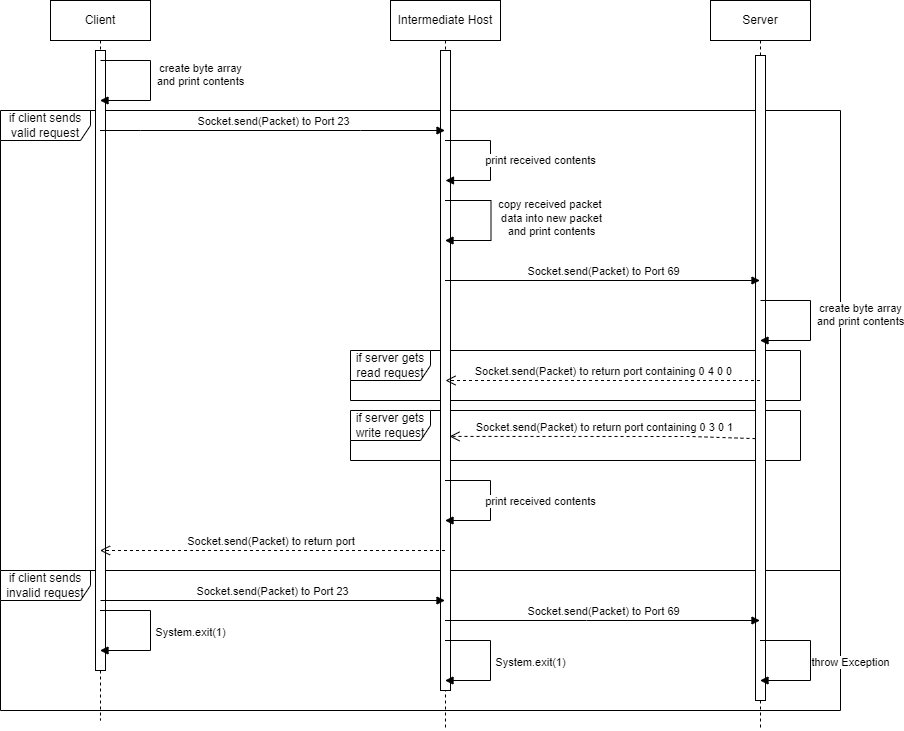 Client
Intermediate Host
Server
create byte array
and print contents
if client sends
valid request
Socket.send(Packet) to Port 23
print received contents
copy received packet
data into new packet
and print contents
Socket.send(Packet) to Port 69
create byte array
and print contents
if server gets
read request
Socket.send(Packet) to return port containing 0 4 0 0
if server gets
write request
Socket.send(Packet) to return port containing 0 3 0 1
print received contents
Socket.send(Packet) to return port
if client sends
invalid request
Socket.send(Packet) to Port 23
Socket.send(Packet) to Port 69
System.exit(1)
System.exit(1)
throw Exception